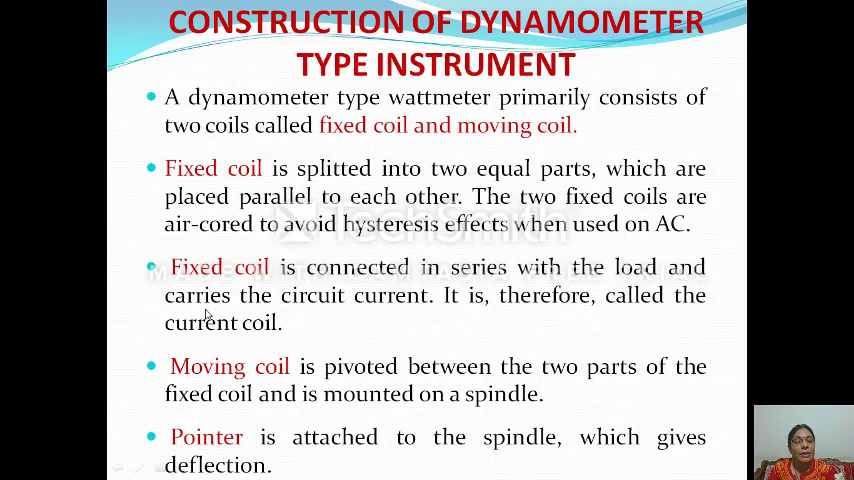 CONSTRUCTION OF DYNAMOMETER
TYPE INSTRUMENT
• A dynamometer type wattmeter primarily consists of
two coils called fixed coil and moving coil.
• Fixed coil is splitted into two equal parts, which are
placed parallel to each other. The two fixed coils are
air-cored to avoid hysteresis effects when used on AC.
TechSmith
• Fixed coil is connected in series with the load and
carries the circuit current. It is, therefore, called the
current coil.
• Moving coil is pivoted between the two parts of the
fixed coil and is mounted on a spindle.
• Pointer is attached to the spindle, which gives
deflection.